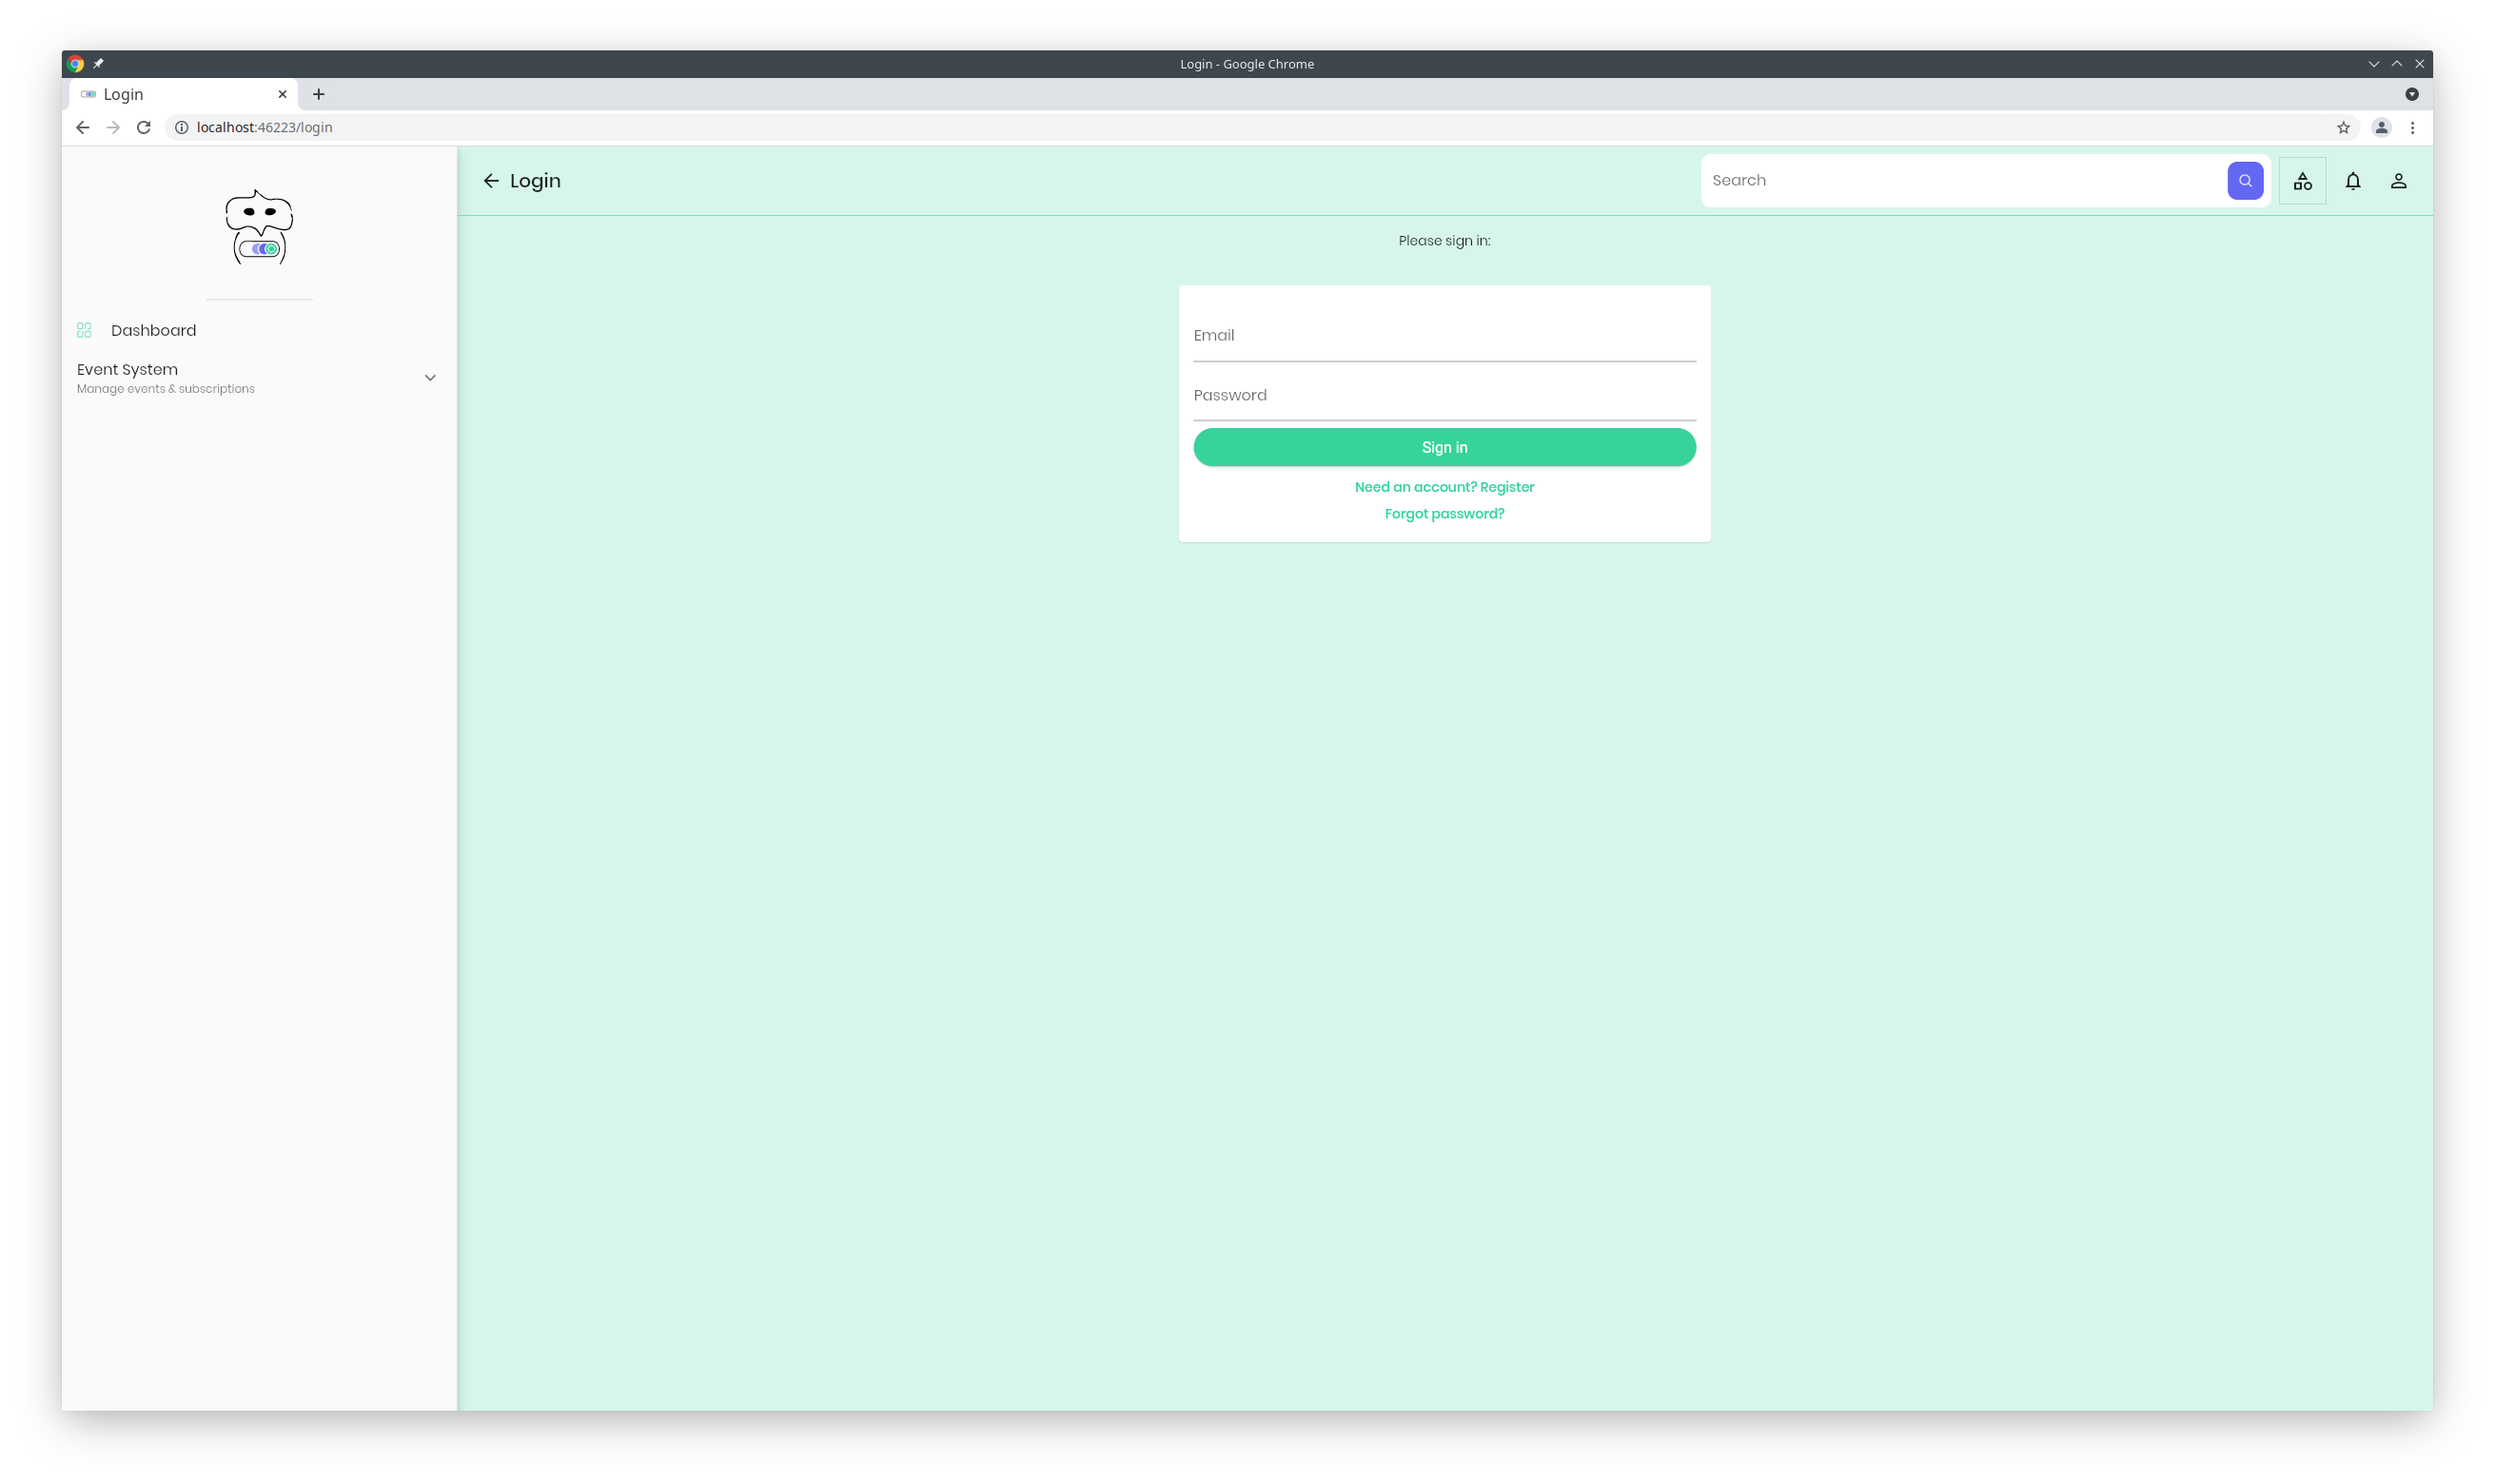 Login - Google Chrome
Login
localhost:46223/login
Login
Search
Please sign in:
Dashboard
Event System
Manage events & subscriptions
Email
Password
Sign in
Need an account? Register
Forgot password?